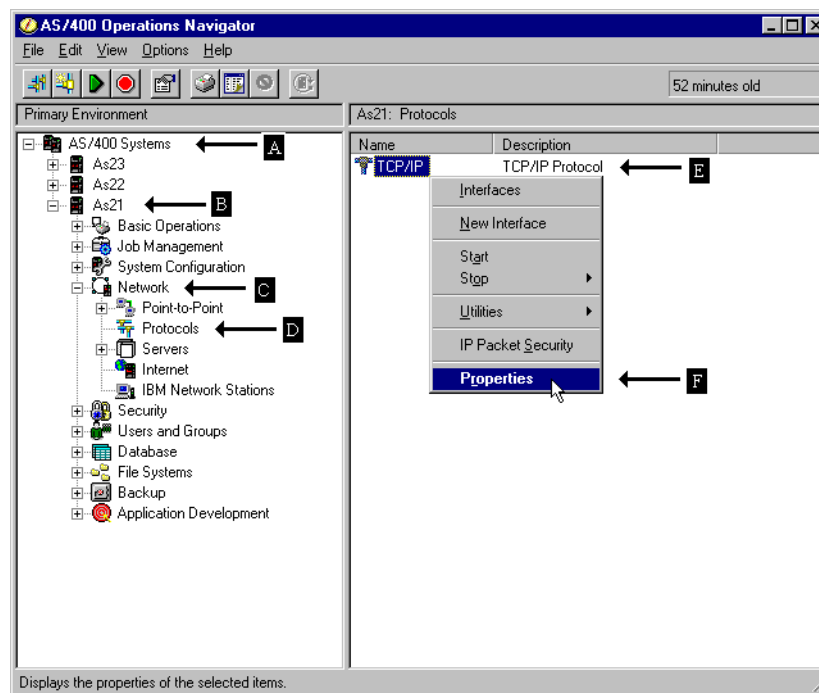 AS/400 Operations Navigator
File Edit View Options Help
52 minutes old
Primary Environment
As21: Protocols
AS/400 Systems
A
As23
As22
As21
B
Basic Operations
Job Management
System Configuration
Network
C
Point-to-Point
Protocols
D
Servers
Internet
IBM Network Stations
Security
Users and Groups
Database
File Systems
Backup
Application Development
Name Description
TCP/IP TCP/IP Protocol
E
Interfaces
New Interface
Start
Stop
Utilities
IP Packet Security
Properties
F
Displays the properties of the selected items.